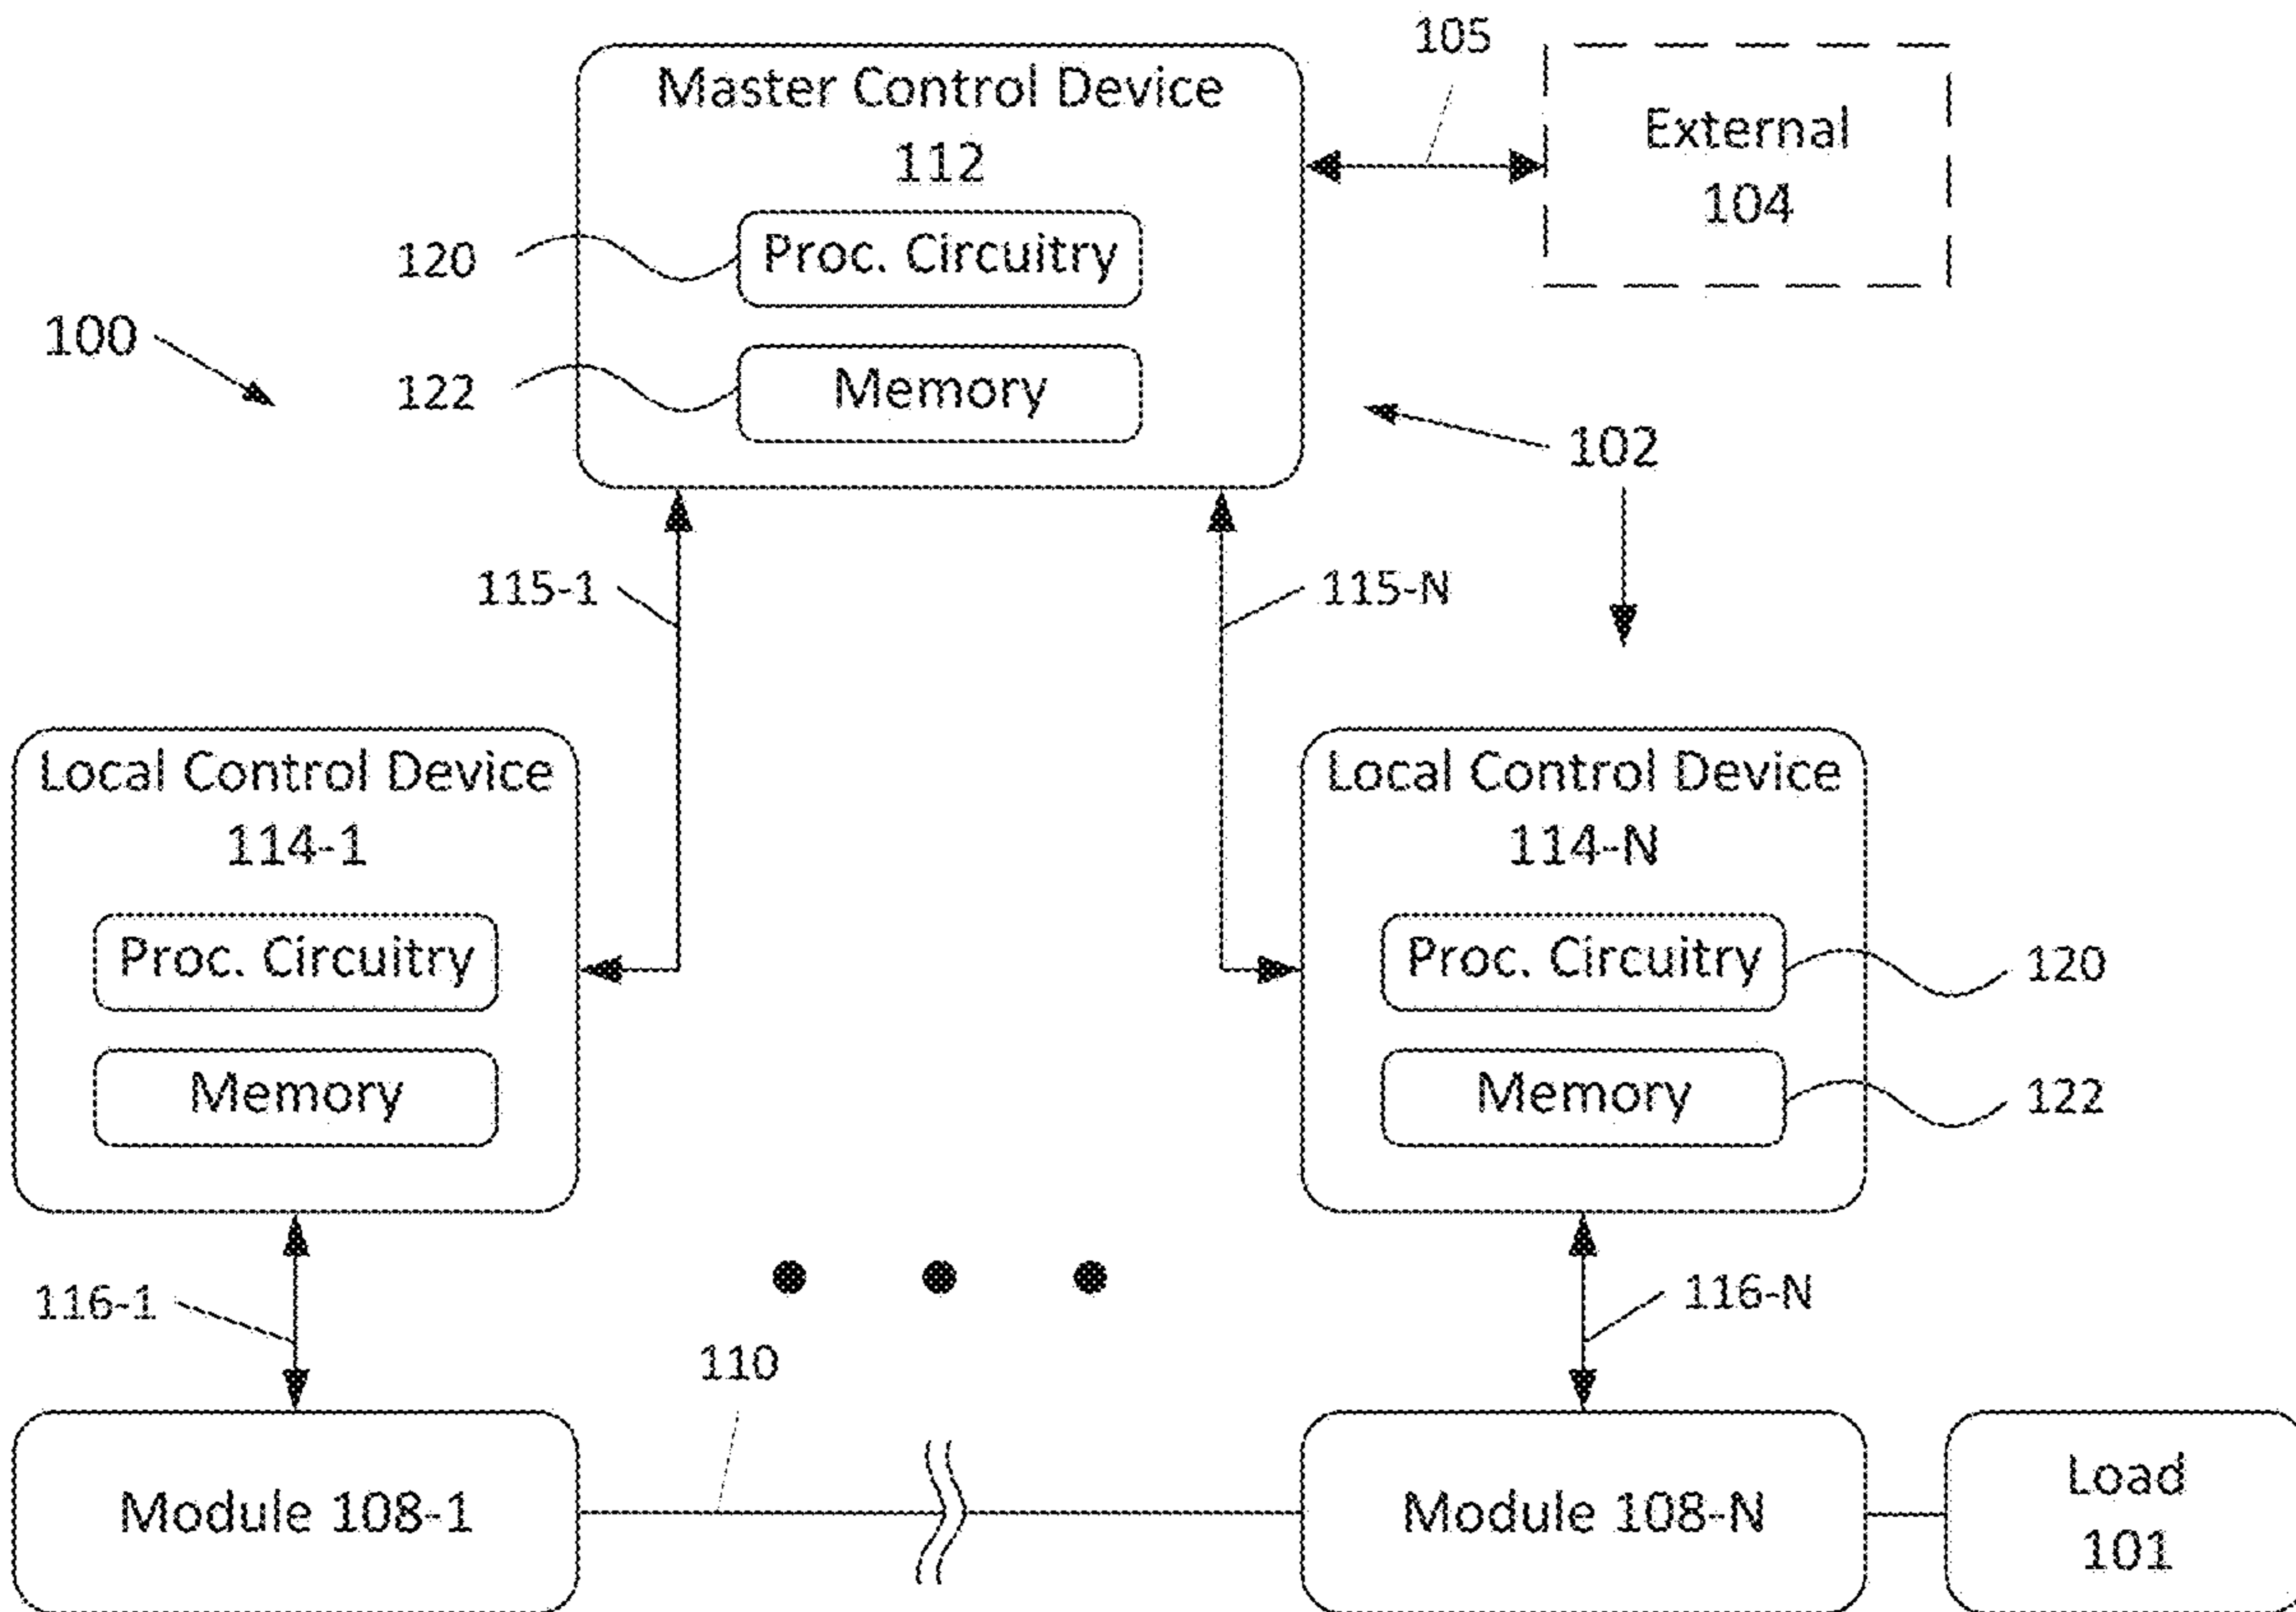 105
Master Control Device
112
External
104
120
Proc. Circuitry
100
122
Memory
102
115-1
115-N
Local Control Device
114-1
Proc. Circuitry
Memory
Local Control Device
114-N
Proc. Circuitry
120
Memory
122
116-1
116-N
110
Module 108-1
Module 108-N
Load
101